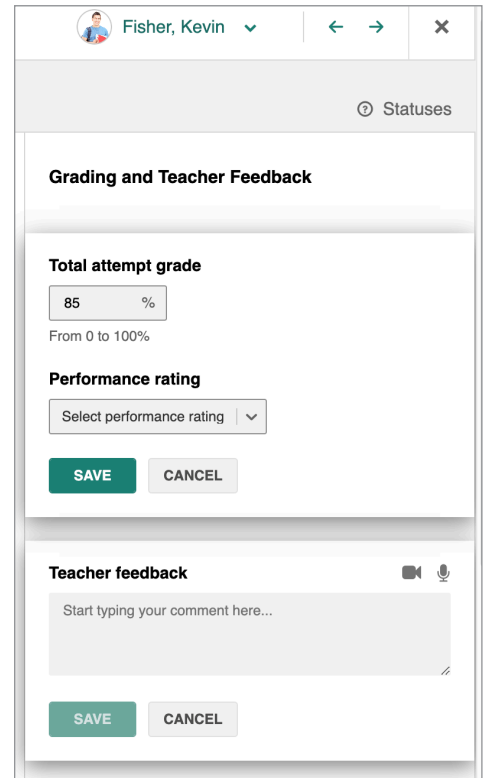 Fisher, Kevin
Statuses
Grading and Teacher Feedback
Total attempt grade
85 %
From 0 to 100%
Performance rating
Select performance rating
SAVE CANCEL
Teacher feedback
Start typing your comment here...
SAVE CANCEL